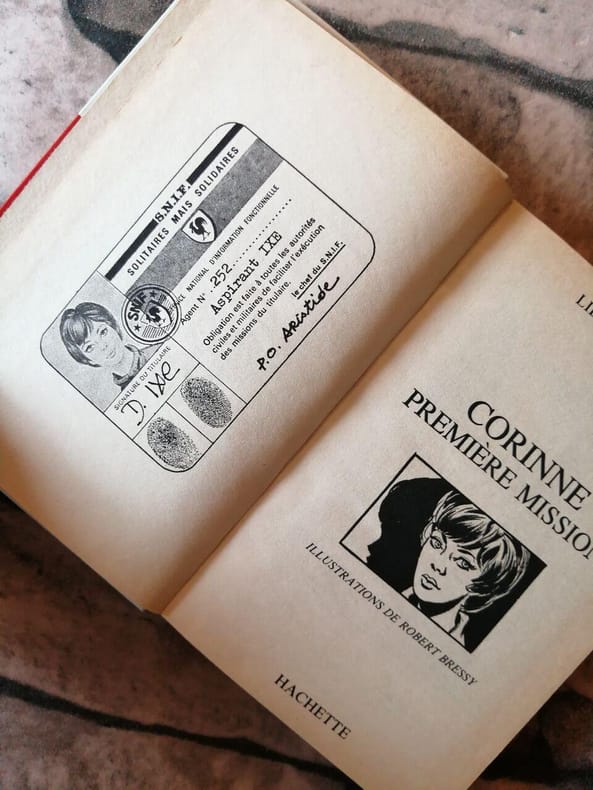 S.N.I.F.
SOLITAIRES MAIS SOLIDAIRES
SERVICE NATIONAL D'INFORMATION FONCTIONNELLE
Agent N° .252..............
Aspirant IXE
Obligation est faite à toutes les autorités
civiles et militaires de faciliter l'exécution
des missions du titulaire.
le chef du S.N.I.F.
P.O. Aristide
SNIF
SIGNATURE DU TITULAIRE
D. IXE
CORINNE
PREMIÈRE MISSION
ILLUSTRATIONS DE ROBERT BRESSY
HACHETTE